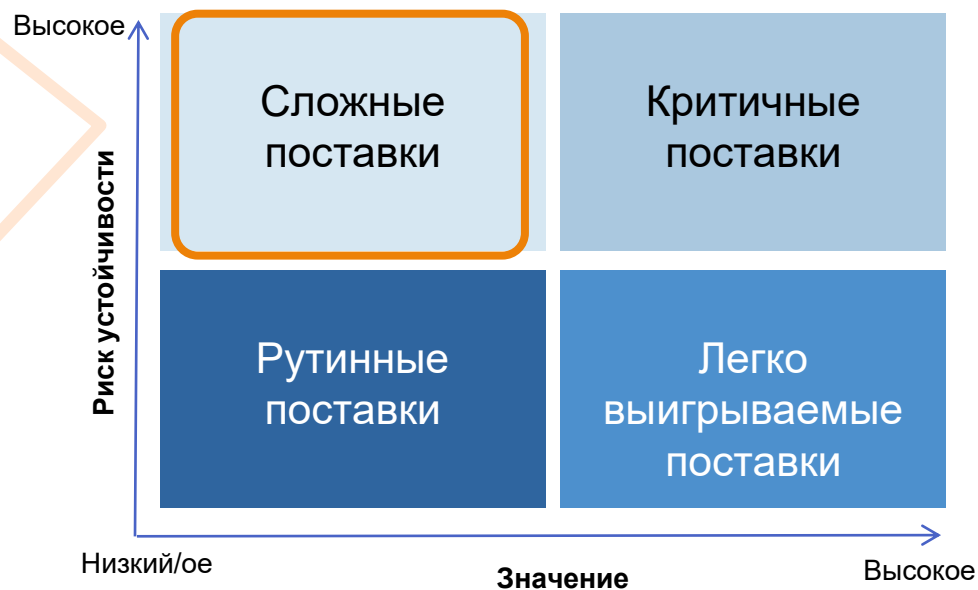 Высокое
Риск устойчивости
Сложные
поставки
Критичные
поставки
Рутинные
поставки
Легко
выигрываемые
поставки
Низкий/ое
Значение
Высокое